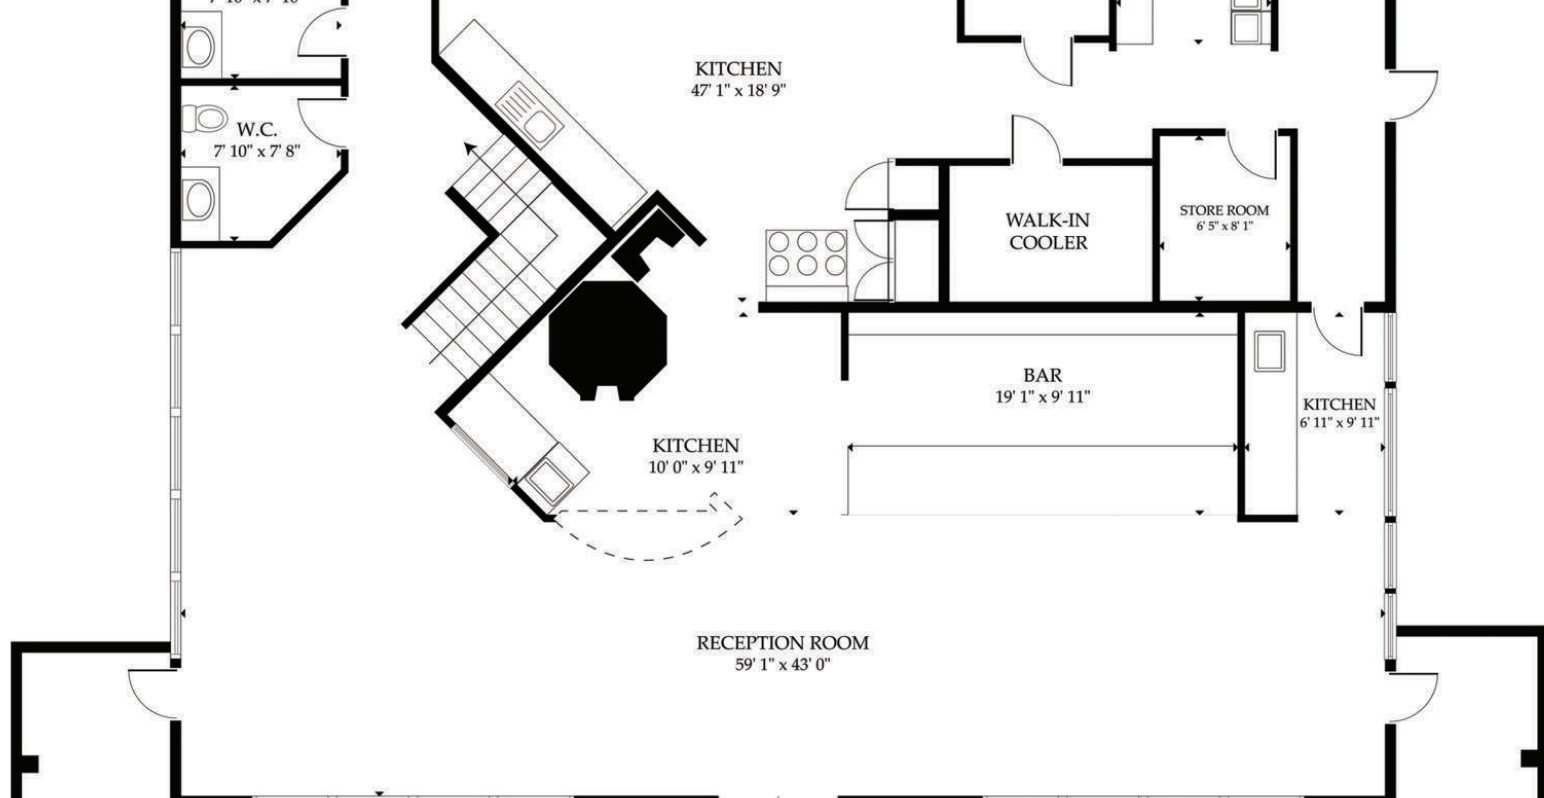 KITCHEN
47' 1" x 18' 9"
W.C.
7' 10" x 7' 8"
WALK-IN
COOLER
STORE ROOM
6' 5" x 8' 1"
BAR
19' 1" x 9' 11"
KITCHEN
6' 11" x 9' 11"
KITCHEN
10' 0" x 9' 11"
RECEPTION ROOM
59' 1" x 43' 0"